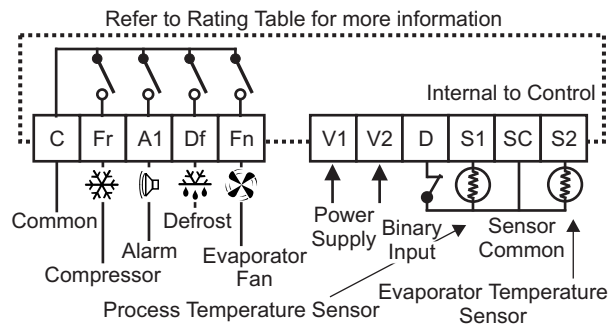 Refer to Rating Table for more information
Internal to Control
C Fr A1 Df Fn V1 V2 D S1 SC S2
Common
Compressor
Alarm
Defrost
Evaporator
Fan
Power
Supply
Binary
Input
Sensor
Common
Process Temperature Sensor
Evaporator Temperature
Sensor